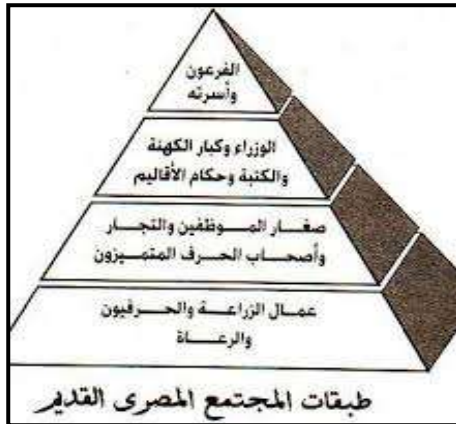 الفرعون
وأسرته
الوزراء وكبار الكهنة
والكتبة وحكام الأقاليم
صغار الموظفين والتجار
وأصحاب الحرف المتميزون
عمال الزراعة والحرفيون
والرعاة
طبقات المجتمع المصرى القديم